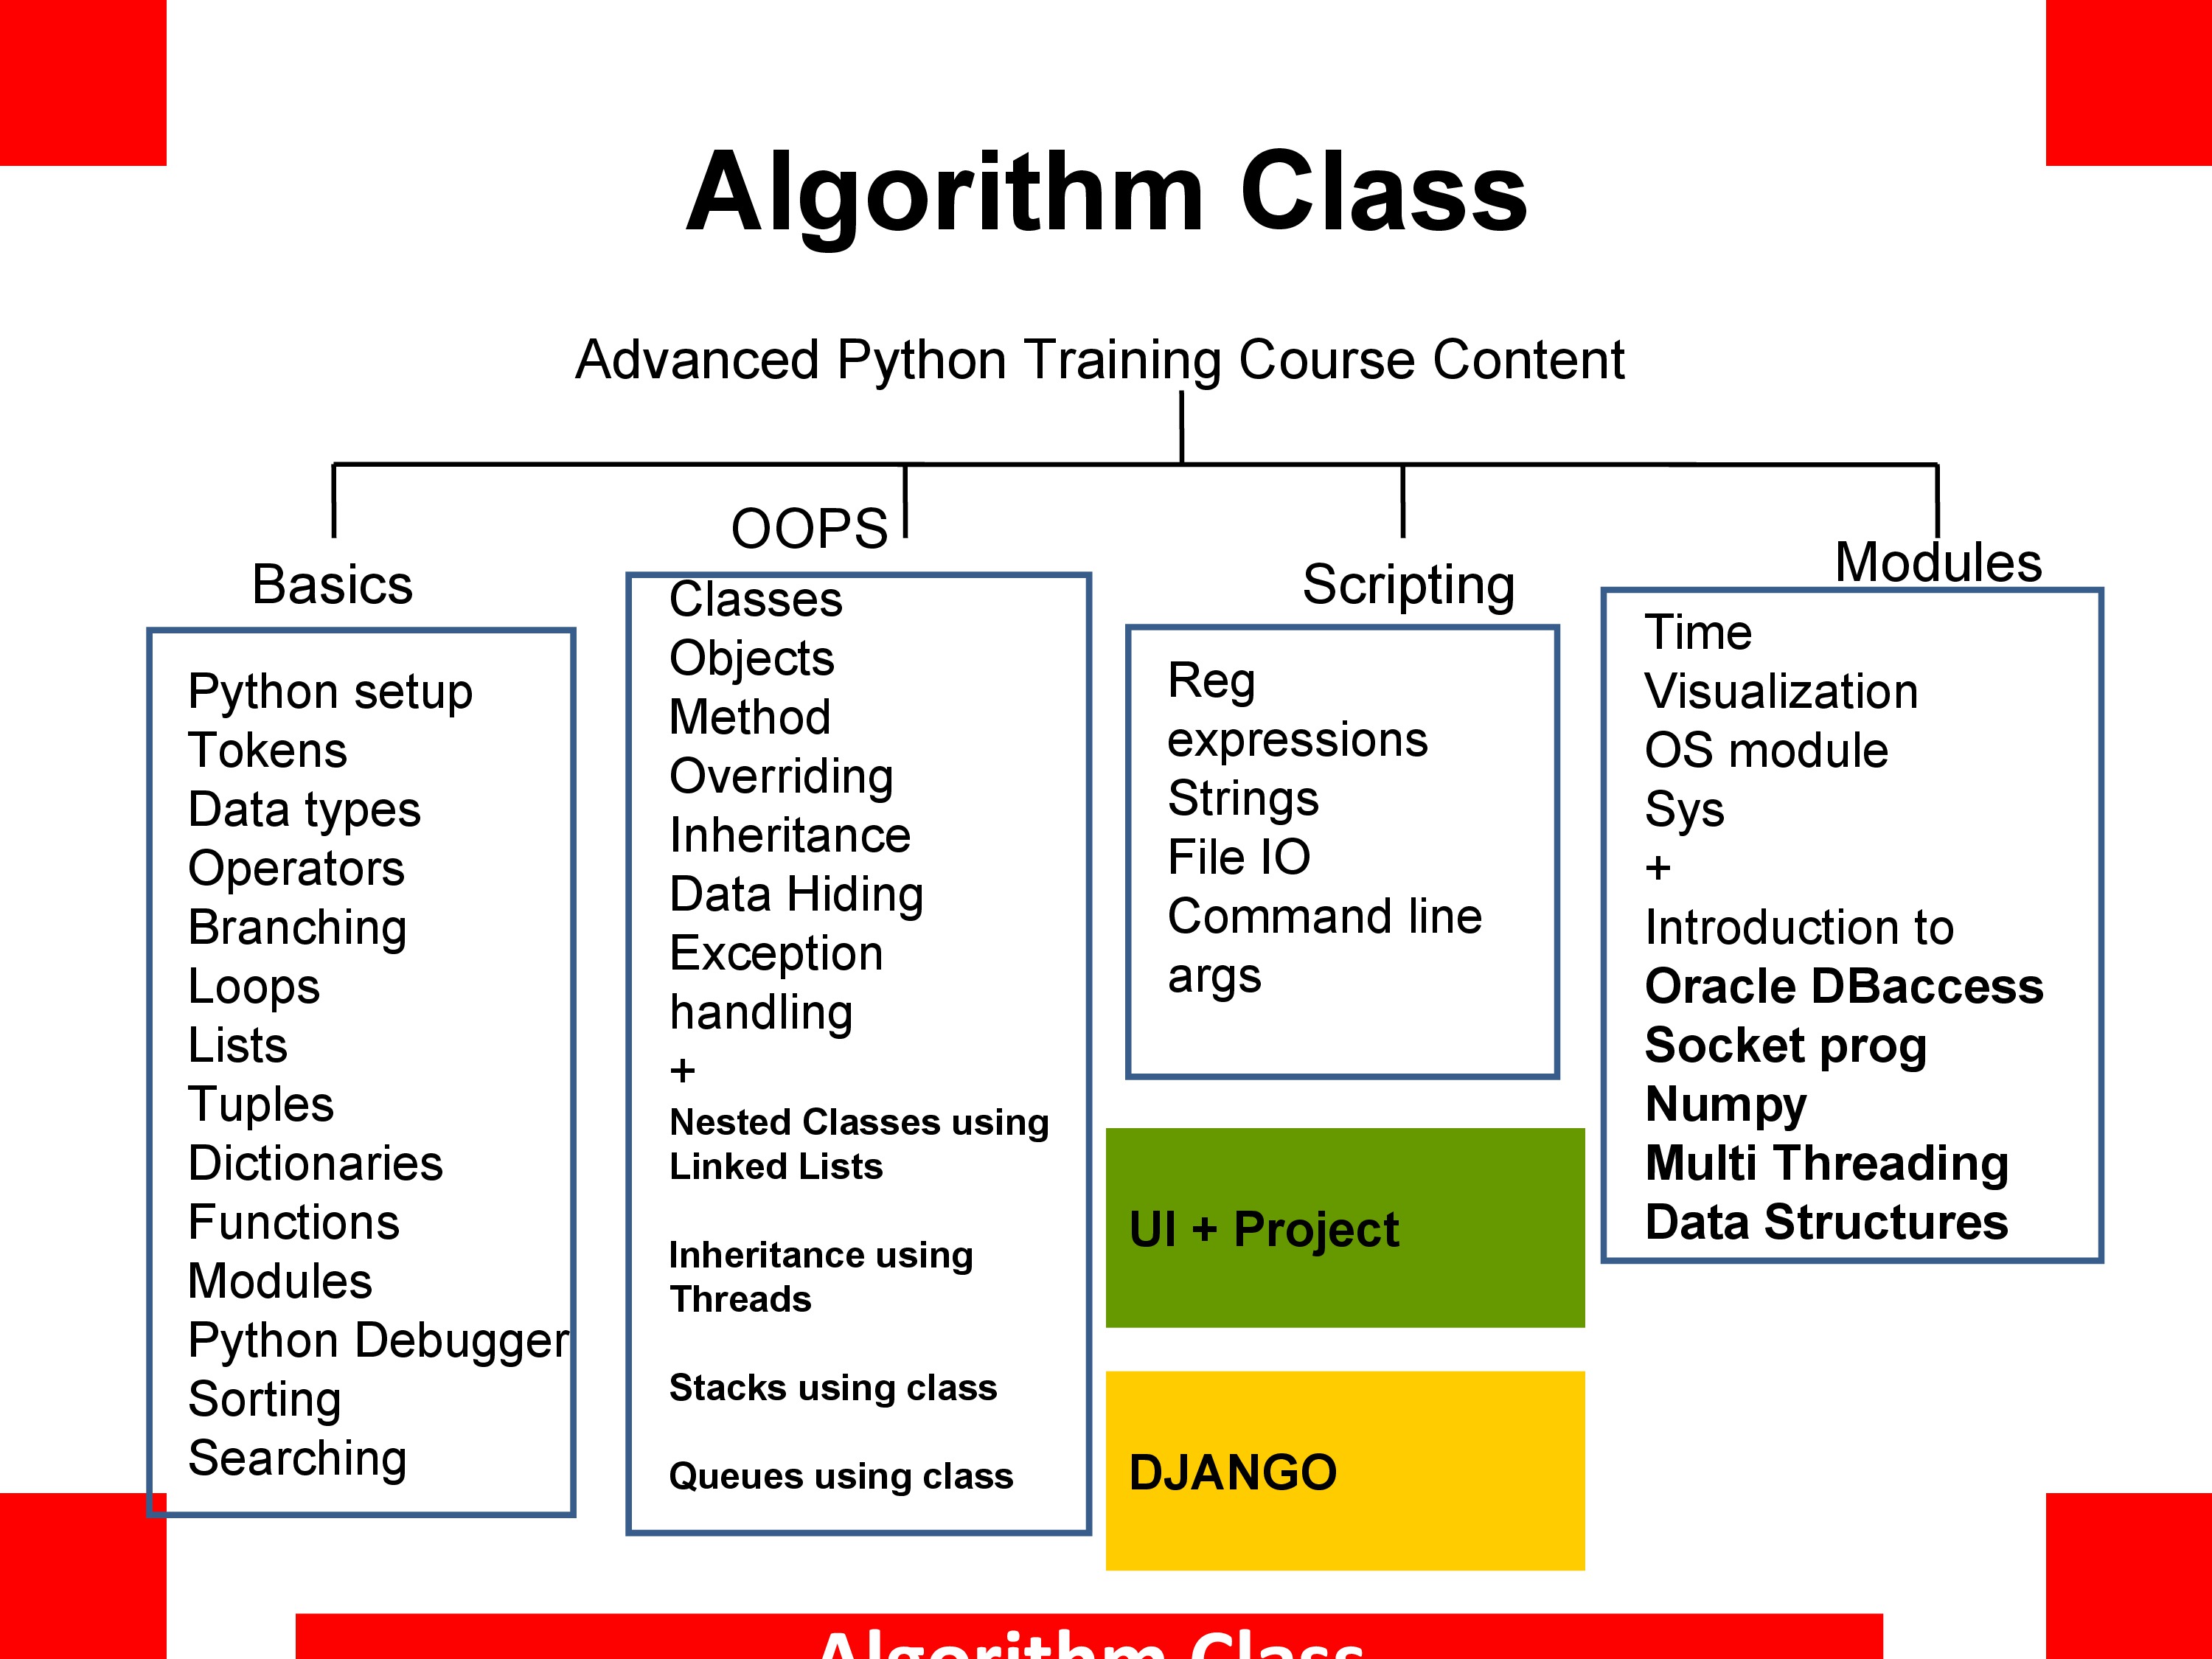 Algorithm Class
Advanced Python Training Course Content
Basics
Python setup
Tokens
Data types
Operators
Branching
Loops
Lists
Tuples
Dictionaries
Functions
Modules
Python Debugger
Sorting
Searching
OOPS
Classes
Objects
Method
Overriding
Inheritance
Data Hiding
Exception
handling
+
Nested Classes using
Linked Lists
Inheritance using
Threads
Stacks using class
Queues using class
Scripting
Reg
expressions
Strings
File IO
Command line
args
UI + Project
DJANGO
Modules
Time
Visualization
OS module
Sys
+
Introduction to
Oracle DBaccess
Socket prog
Numpy
Multi Threading
Data Structures
Algorithm Class